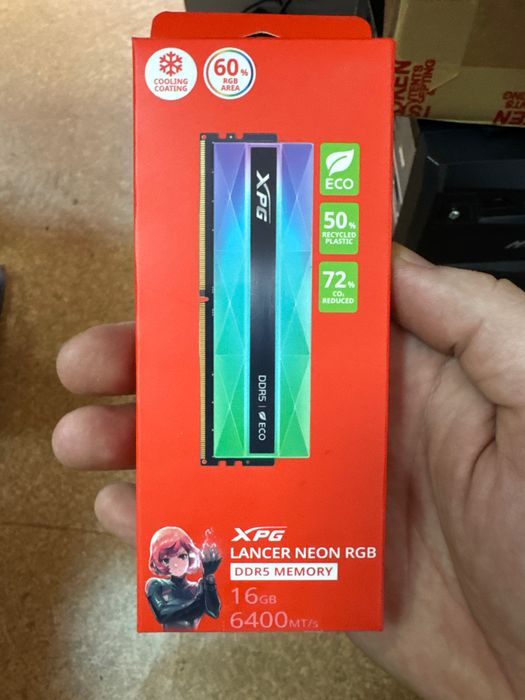 COOLING
COATING
60%
RGB
AREA
XPG
DDR5 | ECO
ECO
50%
RECYCLED
PLASTIC
72%
CO₂
REDUCED
XPG
LANCER NEON RGB
DDR5 MEMORY
16GB
6400MT/s